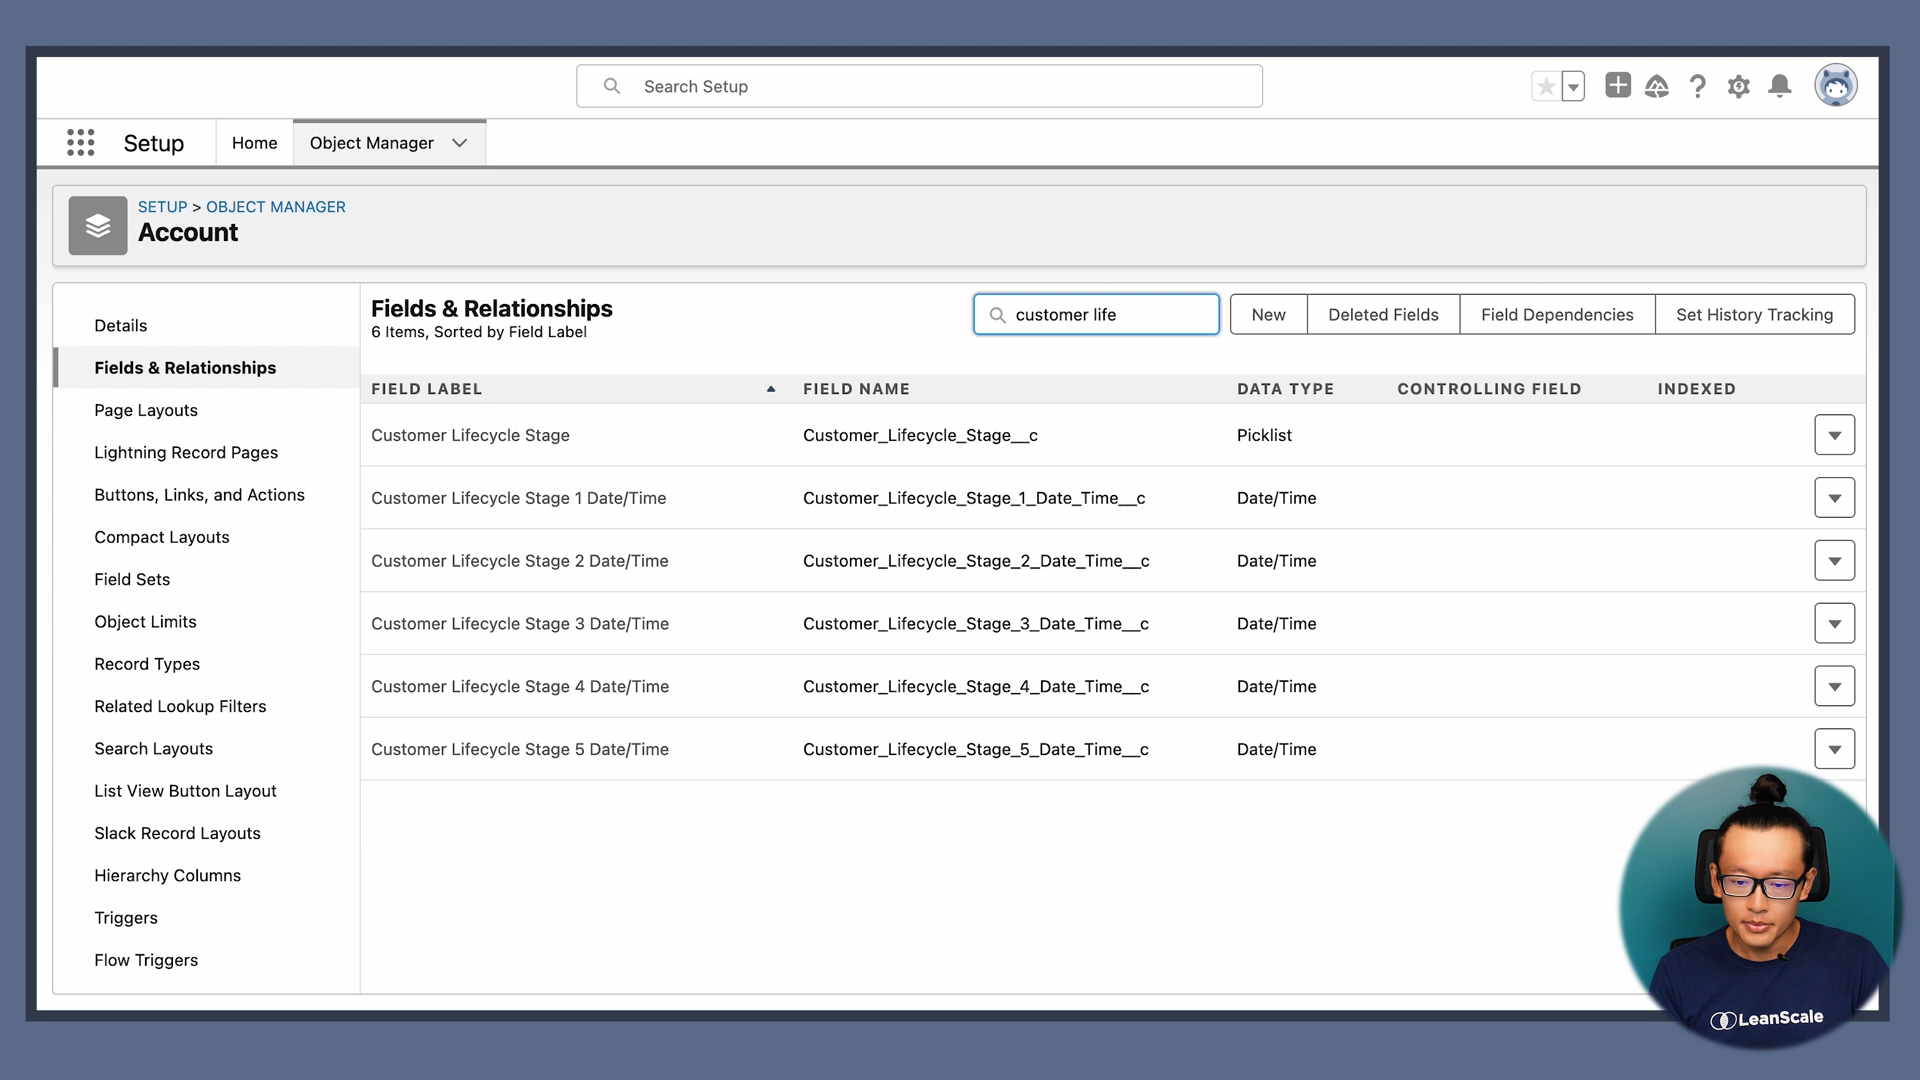 Search Setup
Setup
Home
Object Manager
SETUP > OBJECT MANAGER
Account
Details
Fields & Relationships
Page Layouts
Lightning Record Pages
Buttons, Links, and Actions
Compact Layouts
Field Sets
Object Limits
Record Types
Related Lookup Filters
Search Layouts
List View Button Layout
Slack Record Layouts
Hierarchy Columns
Triggers
Flow Triggers
Fields & Relationships
6 Items, Sorted by Field Label
customer life
New
Deleted Fields
Field Dependencies
Set History Tracking
FIELD LABEL FIELD NAME DATA TYPE CONTROLLING FIELD INDEXED
Customer Lifecycle Stage Customer_Lifecycle_Stage__c Picklist
Customer Lifecycle Stage 1 Date/Time Customer_Lifecycle_Stage_1_Date_Time__c Date/Time
Customer Lifecycle Stage 2 Date/Time Customer_Lifecycle_Stage_2_Date_Time__c Date/Time
Customer Lifecycle Stage 3 Date/Time Customer_Lifecycle_Stage_3_Date_Time__c Date/Time
Customer Lifecycle Stage 4 Date/Time Customer_Lifecycle_Stage_4_Date_Time__c Date/Time
Customer Lifecycle Stage 5 Date/Time Customer_Lifecycle_Stage_5_Date_Time__c Date/Time
LeanScale